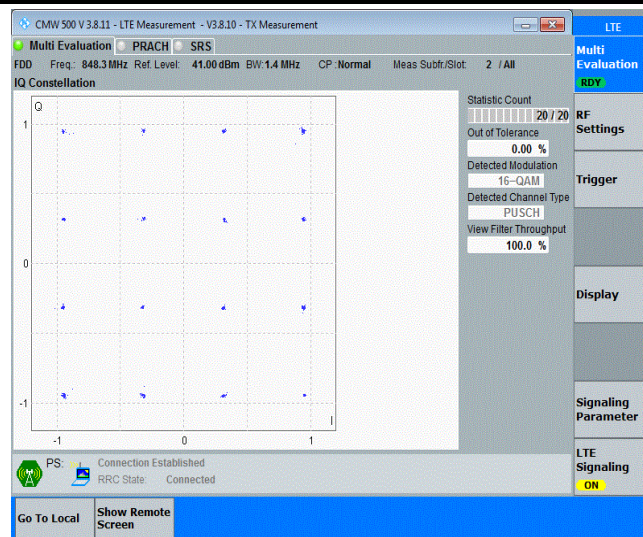 CMW 500 V 3.8.11 - LTE Measurement - V3.8.10 - TX Measurement
LTE
Multi Evaluation PRACH SRS
Multi
Evaluation
RDY
FDD Freq.: 848.3 MHz Ref. Level: 41.00 dBm BW: 1.4 MHz CP : Normal Meas Subfr./Slot: 2 / All
IQ Constellation
Statistic Count
20 / 20
Out of Tolerance
0.00 %
Detected Modulation
16-QAM
Detected Channel Type
PUSCH
View Filter Throughput
100.0 %
RF
Settings
Trigger
Display
Signaling
Parameter
LTE
Signaling
ON
Q
1
0
-1
I
-1 0 1
PS: Connection Established
RRC State: Connected
Go To Local
Show Remote
Screen